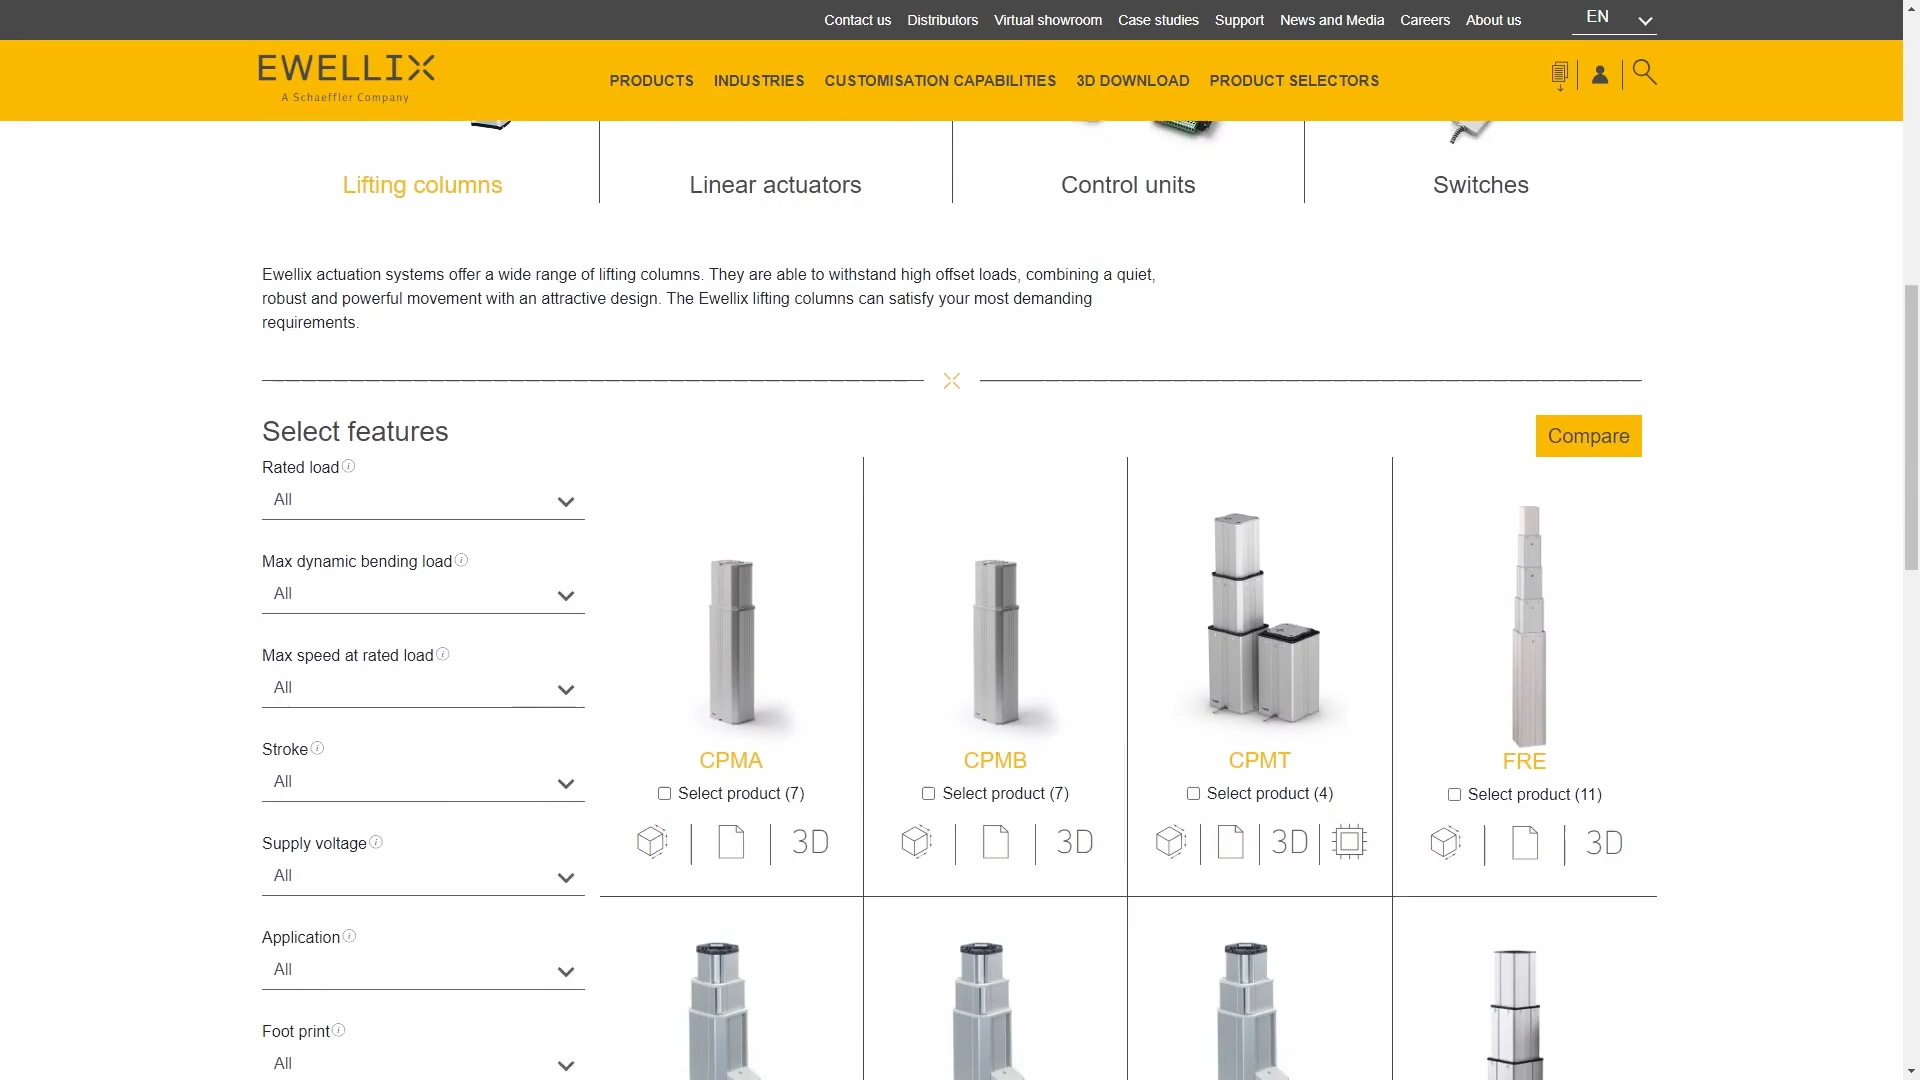 Contact us Distributors Virtual showroom Case studies Support News and Media Careers About us EN
EWELLIX
A Schaeffler Company
PRODUCTS INDUSTRIES CUSTOMISATION CAPABILITIES 3D DOWNLOAD PRODUCT SELECTORS
Lifting columns Linear actuators Control units Switches
Ewellix actuation systems offer a wide range of lifting columns. They are able to withstand high offset loads, combining a quiet,
robust and powerful movement with an attractive design. The Ewellix lifting columns can satisfy your most demanding
requirements.
Select features
Compare
Rated load
All
Max dynamic bending load
All
Max speed at rated load
All
Stroke
All
Supply voltage
All
Application
All
Foot print
All
CPMA CPMB CPMT FRE
Select product (7) Select product (7) Select product (4) Select product (11)
3D 3D 3D 3D